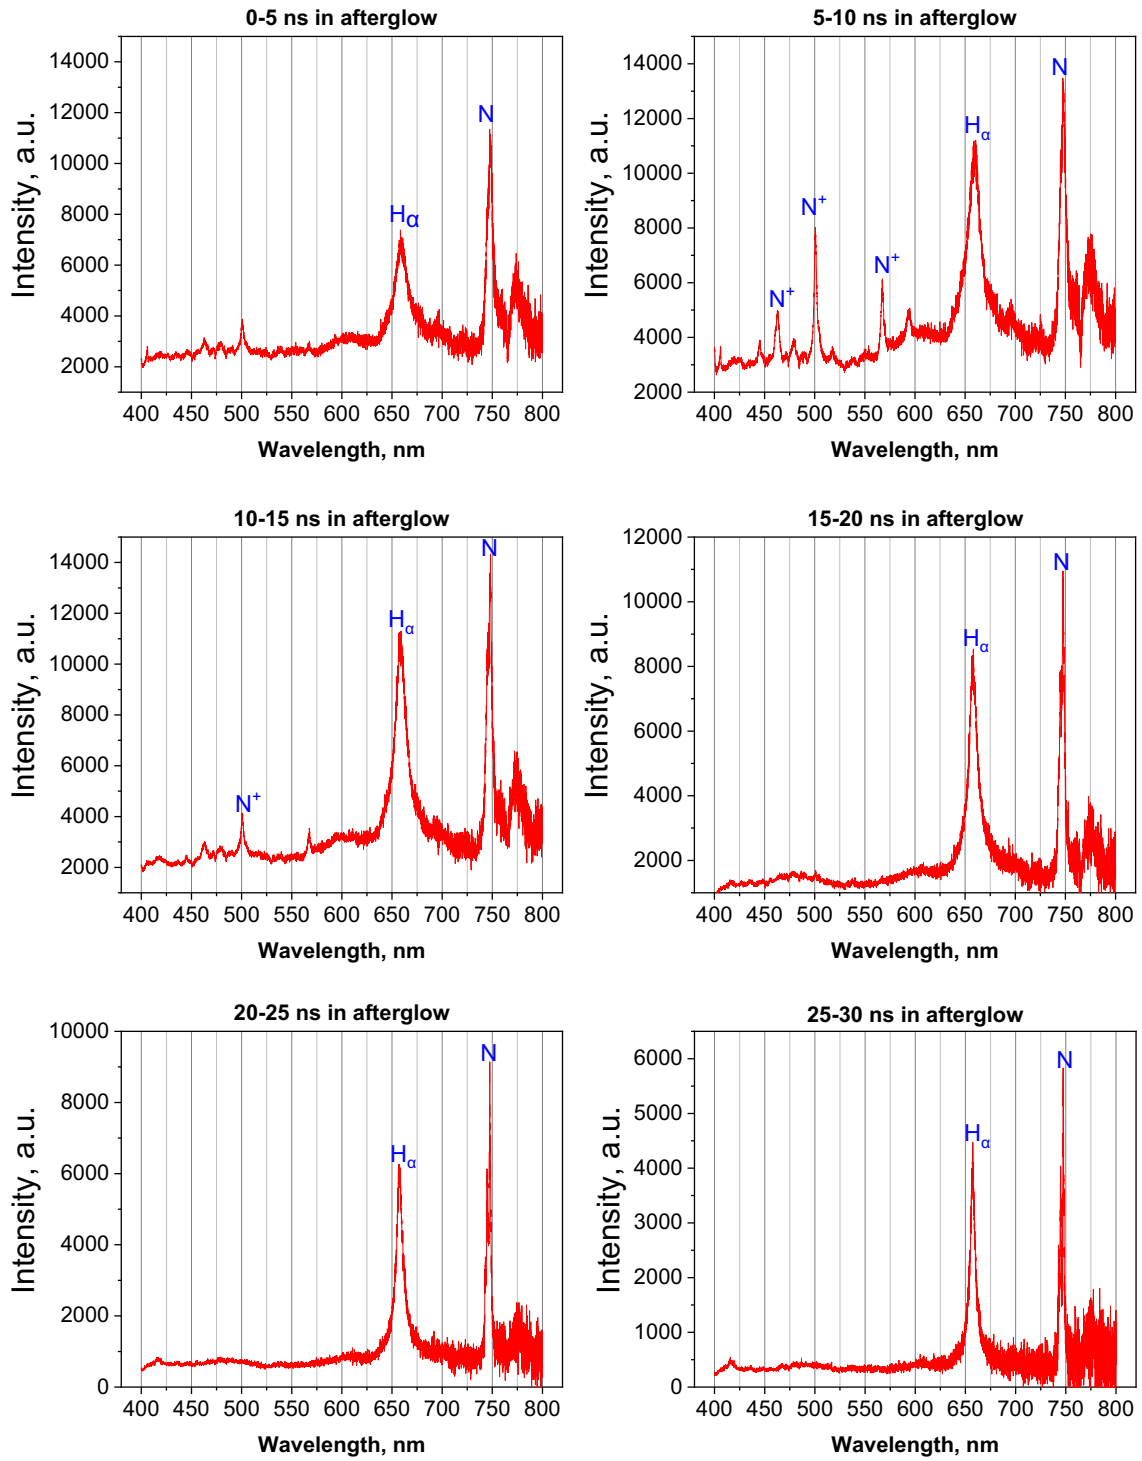 0-5 ns in afterglow
Intensity, a.u.
14000
12000
10000
8000
6000
4000
2000
N
Hα
400 450 500 550 600 650 700 750 800
Wavelength, nm
5-10 ns in afterglow
Intensity, a.u.
14000
12000
10000
8000
6000
4000
2000
N
Hα
N+
N+
N+
400 450 500 550 600 650 700 750 800
Wavelength, nm
10-15 ns in afterglow
Intensity, a.u.
14000
12000
10000
8000
6000
4000
2000
N
Hα
N+
400 450 500 550 600 650 700 750 800
Wavelength, nm
15-20 ns in afterglow
Intensity, a.u.
12000
10000
8000
6000
4000
2000
N
Hα
400 450 500 550 600 650 700 750 800
Wavelength, nm
20-25 ns in afterglow
Intensity, a.u.
10000
8000
6000
4000
2000
0
N
Hα
400 450 500 550 600 650 700 750 800
Wavelength, nm
25-30 ns in afterglow
Intensity, a.u.
6000
5000
4000
3000
2000
1000
0
N
Hα
400 450 500 550 600 650 700 750 800
Wavelength, nm